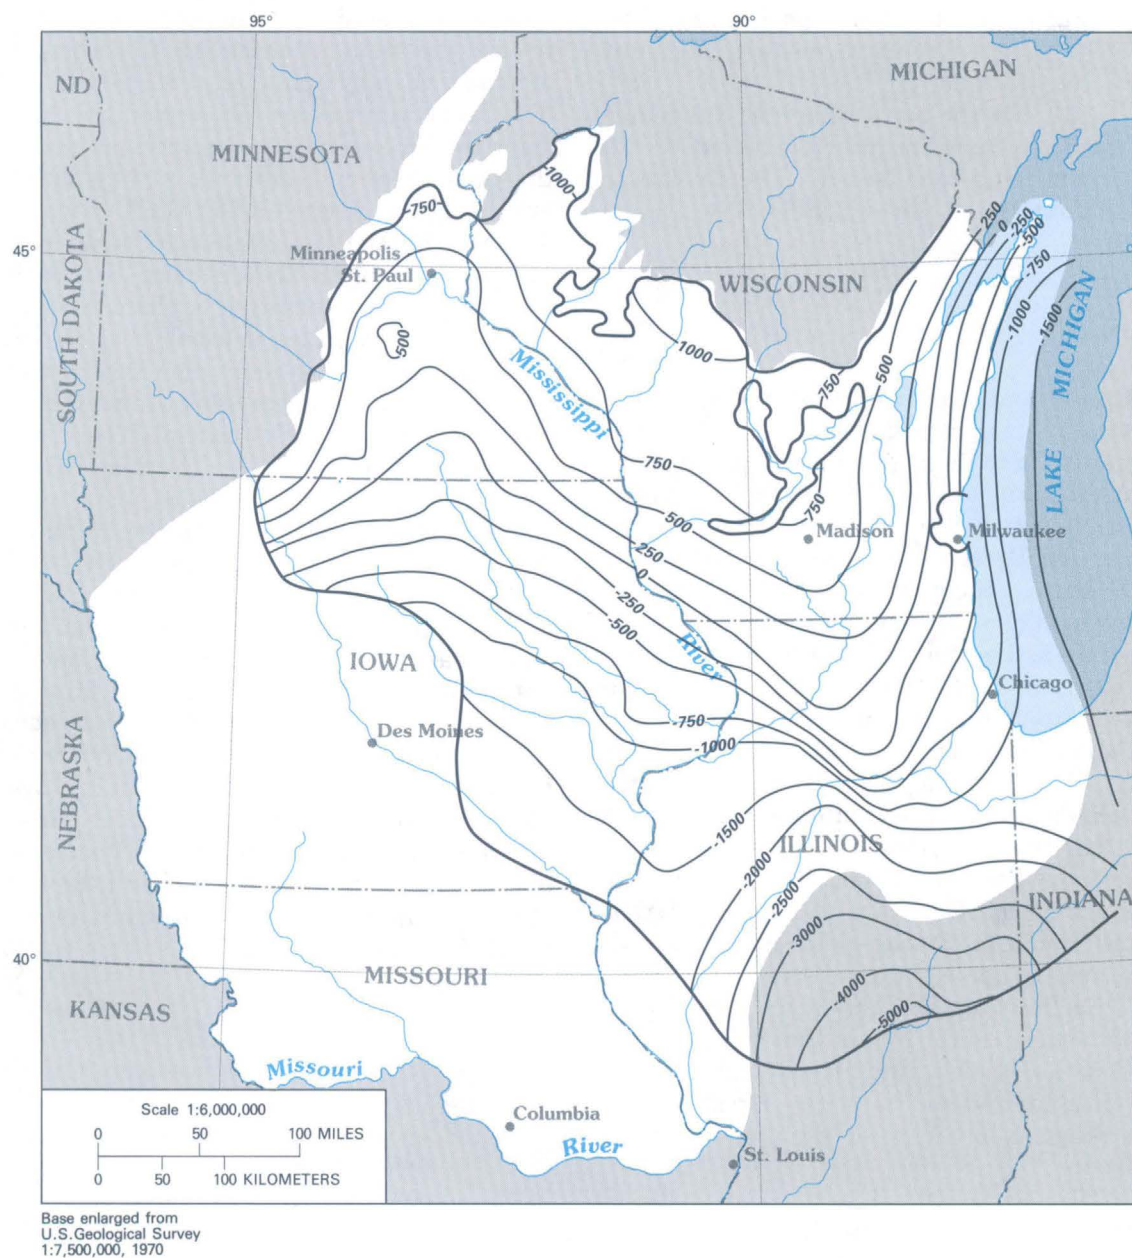 95°
90°
ND
MICHIGAN
MINNESOTA
1000
750
250
0
250
-500
-750
-1000
-1500
45°
SOUTH DAKOTA
Minneapolis
St. Paul
WISCONSIN
LAKE MICHIGAN
500
1000
750
500
Mississippi
River
750
750
Madison
Milwaukee
500
250
0
-250
-500
IOWA
Chicago
-750
-1000
Des Moines
NEBRASKA
-1500
ILLINOIS
-2000
-2500
-3000
INDIANA
40°
MISSOURI
-4000
-5000
KANSAS
Missouri
River
Columbia
St. Louis
Scale 1:6,000,000
0 50 100 MILES
0 50 100 KILOMETERS
Base enlarged from
U.S.Geological Survey
1:7,500,000, 1970